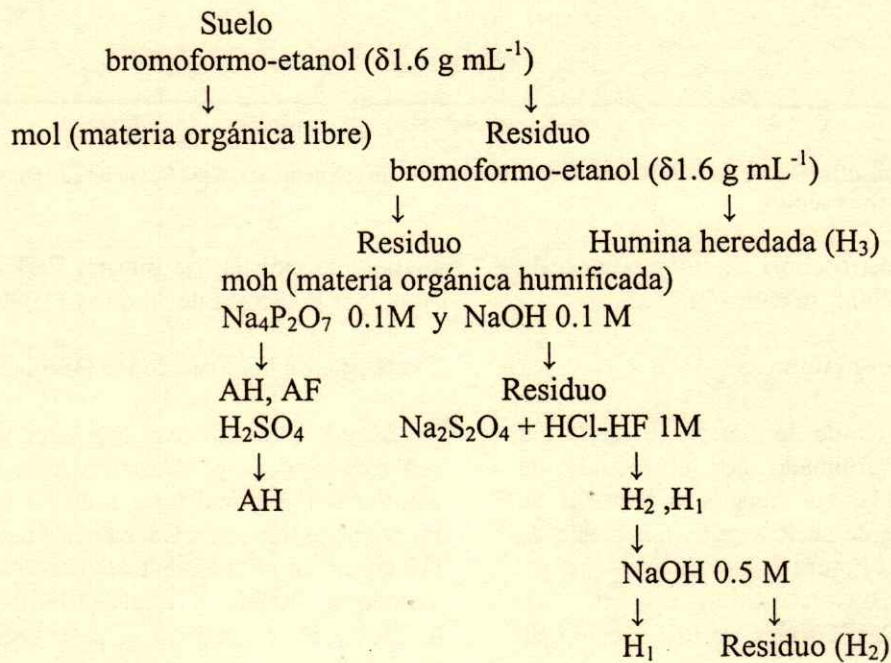 Suelo
bromoformo-etanol (δ1.6 g mL⁻¹)
↓ ↓
mol (materia orgánica libre) Residuo
bromoformo-etanol (δ1.6 g mL⁻¹)
↓ ↓
Residuo Humina heredada (H₃)
moh (materia orgánica humificada)
Na₄P₂O₇ 0.1M y NaOH 0.1 M
↓ ↓
AH, AF Residuo
H₂SO₄ Na₂S₂O₄ + HCl-HF 1M
↓ ↓
AH H₂ ,H₁
↓
NaOH 0.5 M
↓ ↓
H₁ Residuo (H₂)